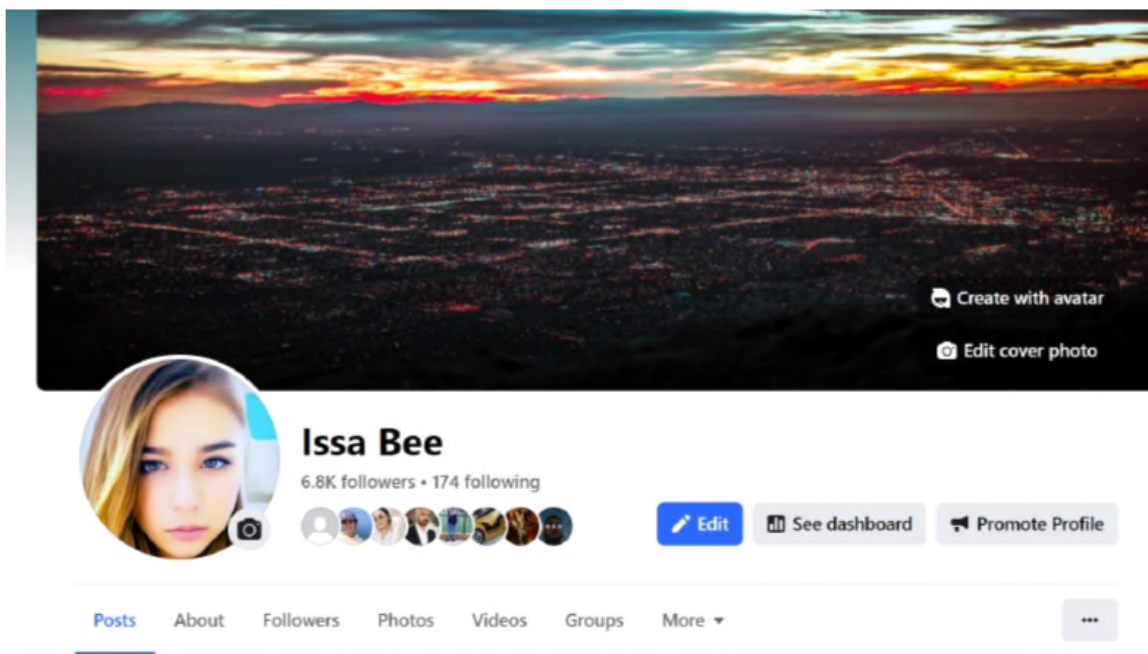 Create with avatar
Edit cover photo
Issa Bee
6.8K followers • 174 following
Edit
See dashboard
Promote Profile
Posts
About
Followers
Photos
Videos
Groups
More